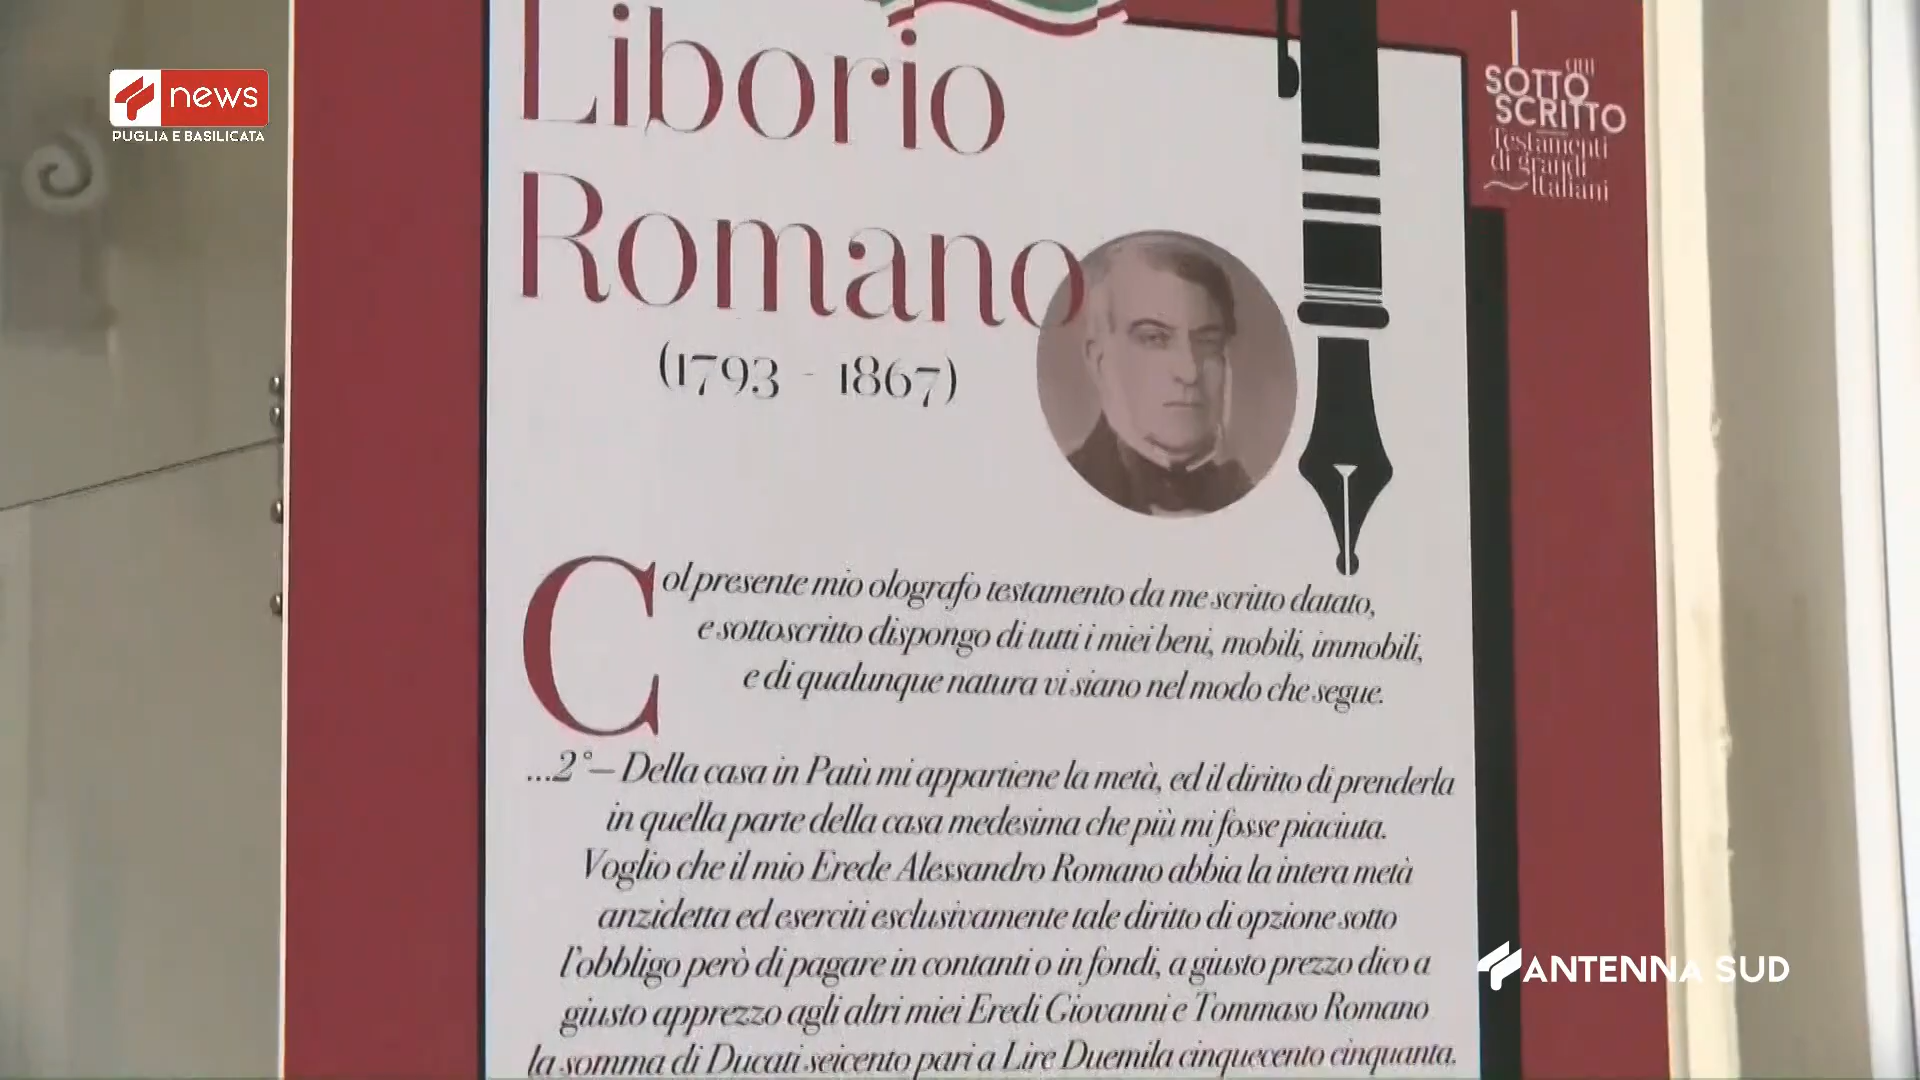 news
PUGLIA E BASILICATA
Liborio
Romano
(1793 - 1867)
SOTTO
SCRITTO
Testamenti
di grandi
Italiani
Col presente mio olografo testamento da me scritto datato,
e sottoscritto dispongo di tutti i miei beni, mobili, immobili,
e di qualunque natura vi siano nel modo che segue.
...2°– Della casa in Patù mi appartiene la metà, ed il diritto di prenderla
in quella parte della casa medesima che più mi fosse piaciuta.
Voglio che il mio Erede Alessandro Romano abbia la intera metà
anzidetta ed eserciti esclusivamente tale diritto di opzione sotto
l'obbligo però di pagare in contanti o in fondi, a giusto prezzo dico a
giusto apprezzo agli altri miei Eredi Giovanni e Tommaso Romano
la somma di Ducati seicento pari a Lire Duemila cinquecento cinquanta.
ANTENNA SUD